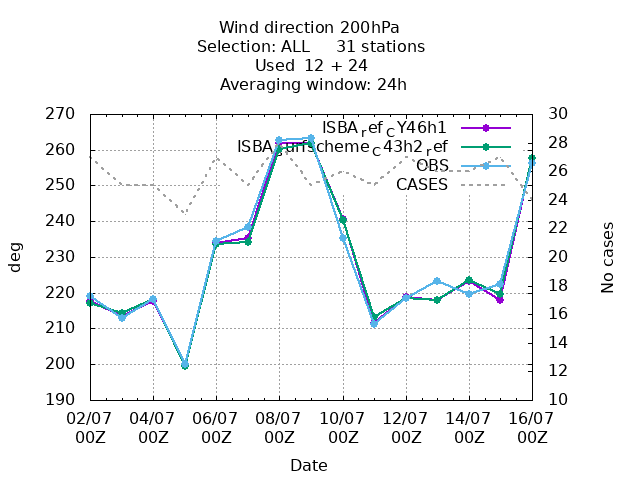 Wind direction 200hPa
Selection: ALL 31 stations
Used 12 + 24
Averaging window: 24h
270 30
ISBA_ref_CY46h1
260 28
ISBA_surfscheme_C43h2_ref
OBS
26
250 CASES
24
240 22
deg
230 20
No cases
220 18
16
210 14
200 12
190 10
02/07 04/07 06/07 08/07 10/07 12/07 14/07 16/07
00Z 00Z 00Z 00Z 00Z 00Z 00Z 00Z
Date